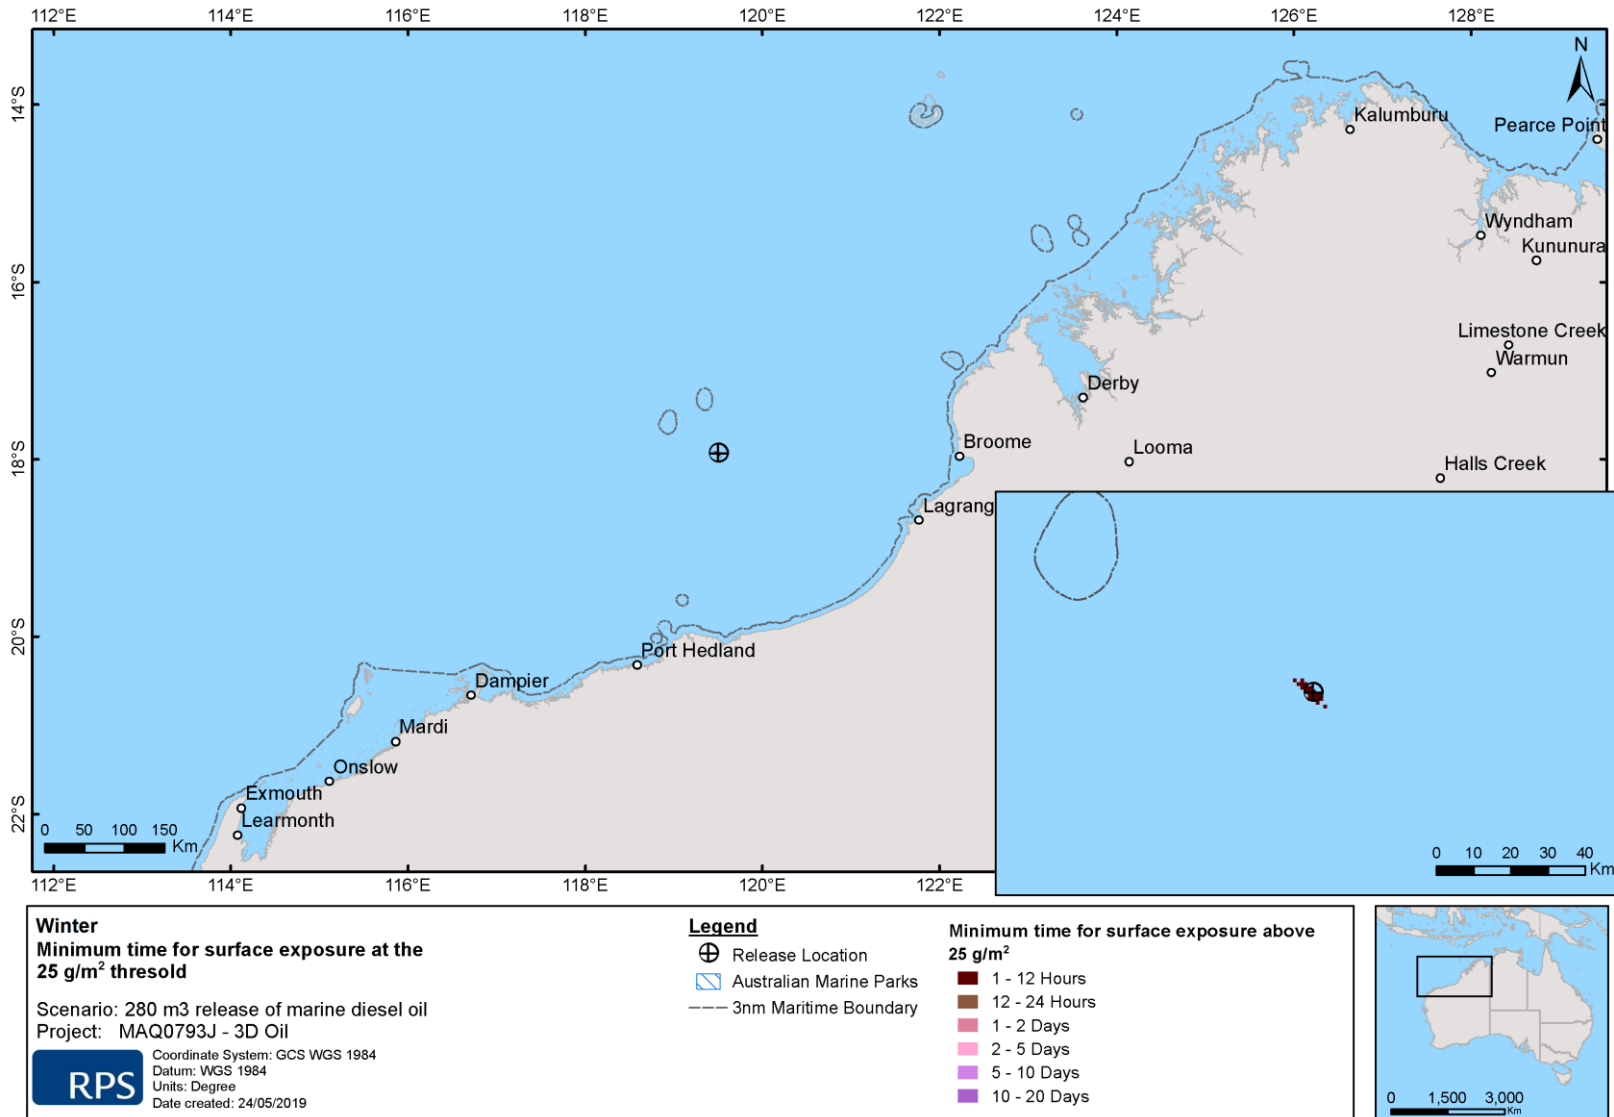 112°E 114°E 116°E 118°E 120°E 122°E 124°E 126°E 128°E
N
14°S
16°S
18°S
20°S
22°S
Kalumburu
Pearce Point
Wyndham
Kununura
Limestone Creek
Warmun
Derby
Broome
Looma
Halls Creek
Lagrang
Port Hedland
Dampier
Mardi
Onslow
Exmouth
Learmonth
0 50 100 150
Km
0 10 20 30 40
Km
112°E 114°E 116°E 118°E 120°E 122°E
Winter
Minimum time for surface exposure at the
25 g/m² thresold
Scenario: 280 m3 release of marine diesel oil
Project: MAQ0793J - 3D Oil
RPS
Coordinate System: GCS WGS 1984
Datum: WGS 1984
Units: Degree
Date created: 24/05/2019
Legend
Release Location
Australian Marine Parks
3nm Maritime Boundary
Minimum time for surface exposure above
25 g/m²
1 - 12 Hours
12 - 24 Hours
1 - 2 Days
2 - 5 Days
5 - 10 Days
10 - 20 Days
0 1,500 3,000
Km